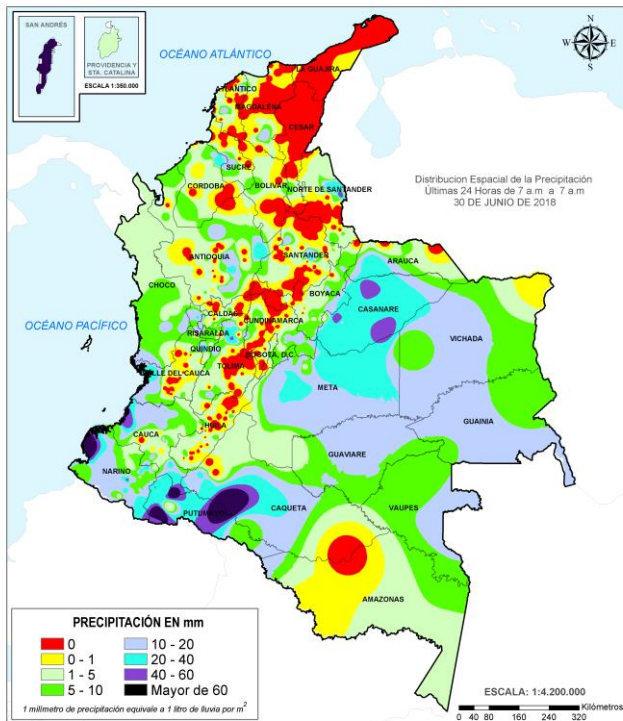 SAN ANDRÉS
PROVIDENCIA Y
STA. CATALINA
ESCALA 1:350.000
OCÉANO ATLÁNTICO
N
W E
S
LA GUAJIRA
ATLÁNTICO
MAGDALENA
CESAR
SUCRE
CORDOBA
BOLIVAR
NORTE DE SANTANDER
Distribucion Espacial de la Precipitación
Últimas 24 Horas de 7 a.m a 7 a.m
30 DE JUNIO DE 2018
ANTIOQUIA
SANTANDER
ARAUCA
CHOCO
BOYACA
CASANARE
OCÉANO PACÍFICO
CALDAS
CUNDINAMARCA
RISARALDA
VICHADA
QUINDIO
BOGOTA, D.C.
TOLIMA
VALLE DEL CAUCA
META
GUAINIA
CAUCA
HUILA
GUAVIARE
NARIÑO
PUTUMAYO
CAQUETA
VAUPES
AMAZONAS
PRECIPITACIÓN EN mm
0 10 - 20
0 - 1 20 - 40
1 - 5 40 - 60
5 - 10 Mayor de 60
1 milimetro de precipitación equivale a 1 litro de lluvia por m²
ESCALA: 1:4.200.000
Kilómetros
0 40 80 160 240 320